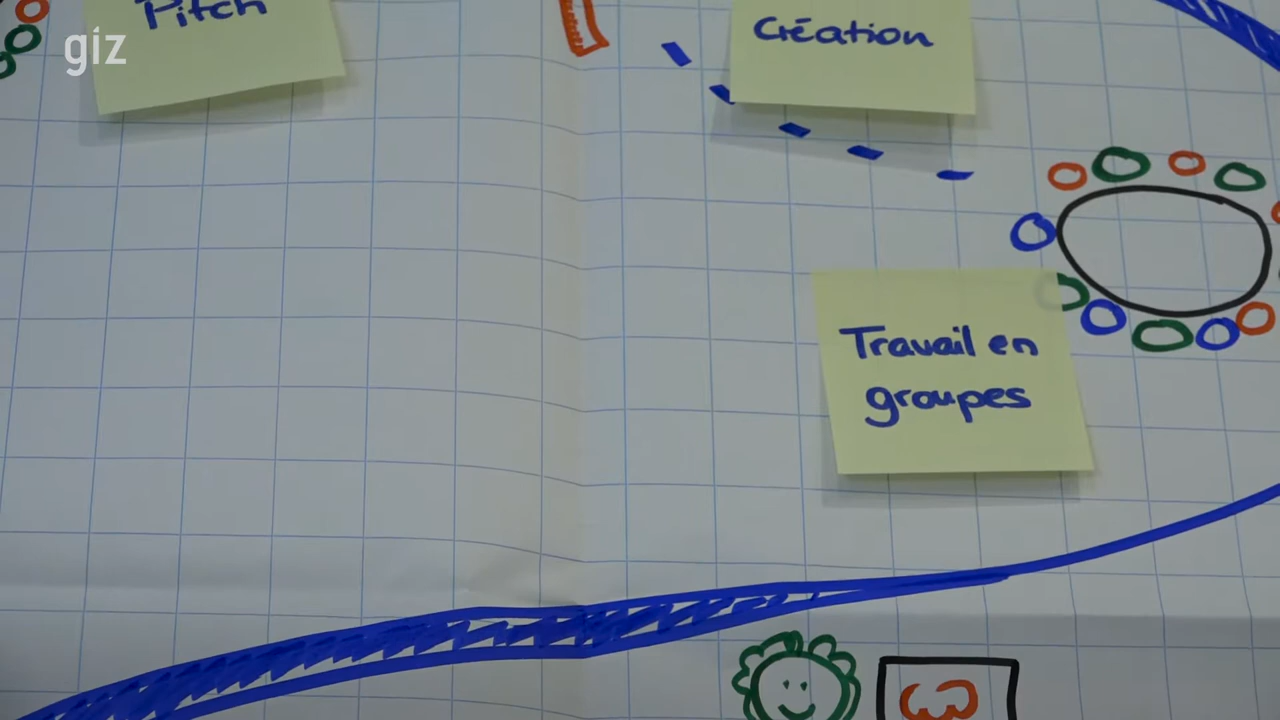 Pitch
giz
Création
Travail en
groupes